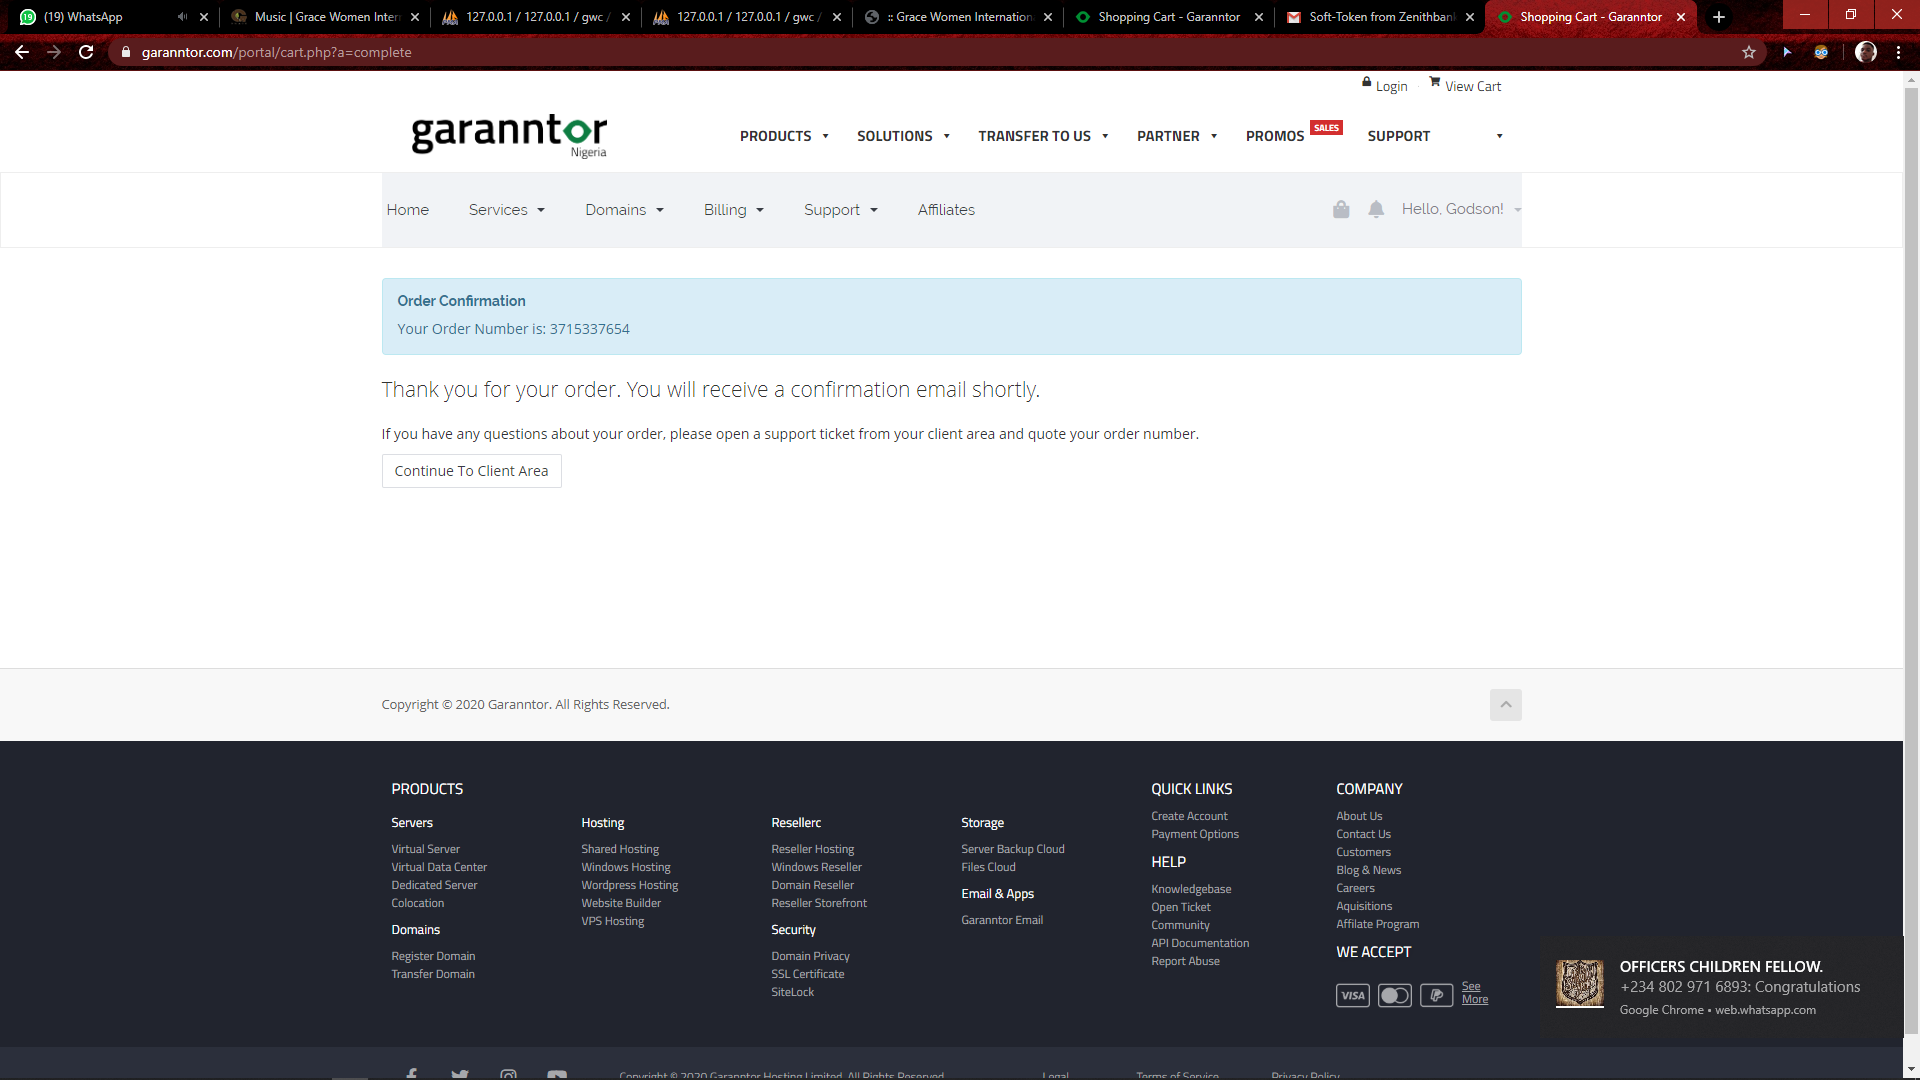 (19) WhatsApp
Music | Grace Women Inter
127.0.0.1 / 127.0.0.1 / gwc /
127.0.0.1 / 127.0.0.1 / gwc /
:: Grace Women Internation
Shopping Cart - Garanntor
Soft-Token from Zenithbank
Shopping Cart - Garanntor
garanntor.com/portal/cart.php?a=complete
Login
View Cart
garanntor
Nigeria
PRODUCTS
SOLUTIONS
TRANSFER TO US
PARTNER
PROMOS
SALES
SUPPORT
Home
Services
Domains
Billing
Support
Affiliates
Hello, Godson!
Order Confirmation
Your Order Number is: 3715337654
Thank you for your order. You will receive a confirmation email shortly.
If you have any questions about your order, please open a support ticket from your client area and quote your order number.
Continue To Client Area
Copyright © 2020 Garanntor. All Rights Reserved.
PRODUCTS
Servers
Virtual Server
Virtual Data Center
Dedicated Server
Colocation
Domains
Register Domain
Transfer Domain
Hosting
Shared Hosting
Windows Hosting
Wordpress Hosting
Website Builder
VPS Hosting
Resellerc
Reseller Hosting
Windows Reseller
Domain Reseller
Reseller Storefront
Security
Domain Privacy
SSL Certificate
SiteLock
Storage
Server Backup Cloud
Files Cloud
Email & Apps
Garanntor Email
QUICK LINKS
Create Account
Payment Options
HELP
Knowledgebase
Open Ticket
Community
API Documentation
Report Abuse
COMPANY
About Us
Contact Us
Customers
Blog & News
Careers
Aquisitions
Affilate Program
WE ACCEPT
VISA
See
More
OFFICERS CHILDREN FELLOW.
+234 802 971 6893: Congratulations
Google Chrome • web.whatsapp.com
Copyright © 2020 Garanntor Hosting Limited. All Rights Reserved.
Legal
Terms of Service
Privacy Policy